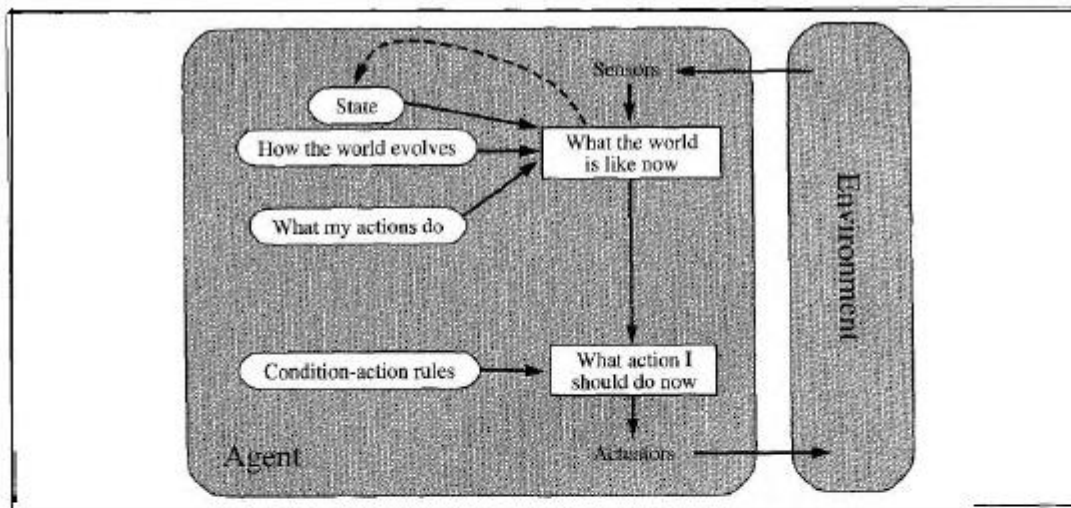 Sensors
State
What the world
is like now
How the world evolves
What my actions do
Environment
What action I
should do now
Condition-action rules
Agent
Actuators